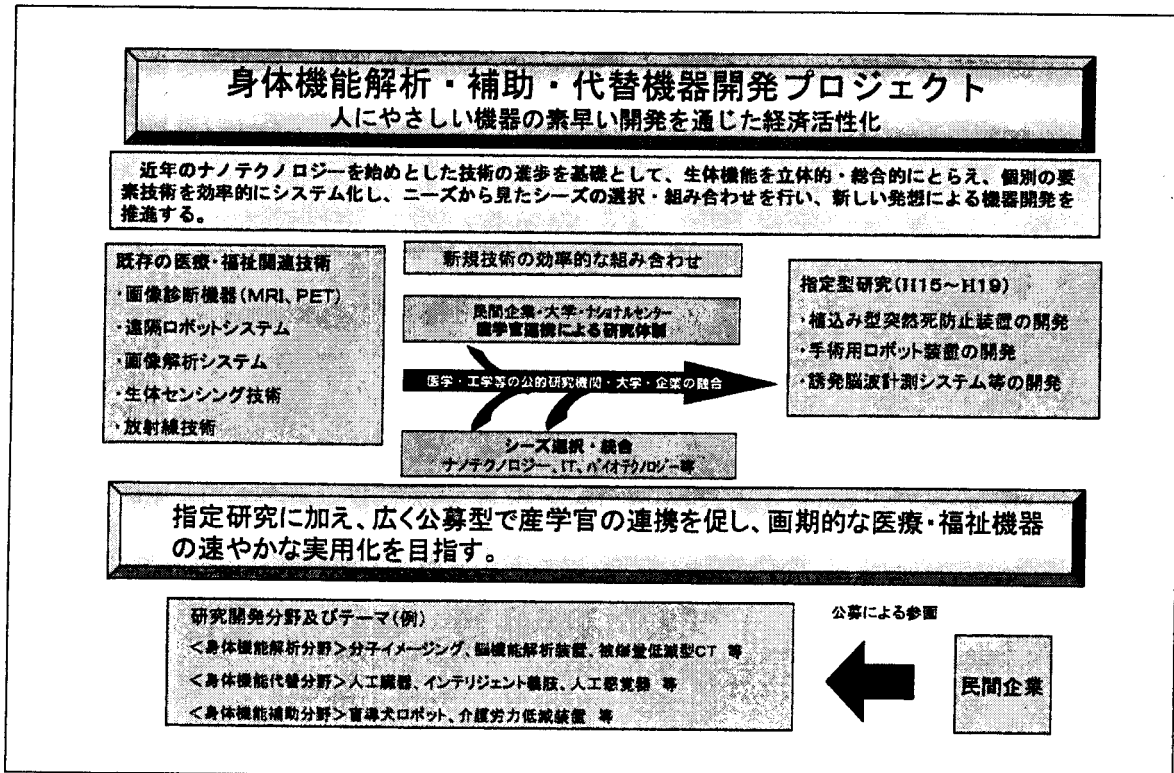 身体機能解析・補助・代替機器開発プロジェクト
人にやさしい機器の素早い開発を通じた経済活性化
近年のナノテクノロジーを始めとした技術の進歩を基礎として、生体機能を立体的・総合的にとらえ、個別の要
素技術を効率的にシステム化し、ニーズから見たシーズの選択・組み合わせを行い、新しい発想による機器開発を
推進する。
既存の医療・福祉関連技術
・画像診断機器(MRI、PET)
・遠隔ロボットシステム
・画像解析システム
・生体センシング技術
・放射線技術
新規技術の効率的な組み合わせ
民間企業・大学・ナショナルセンター
産学官連携による研究体制
医学・工学等の公的研究機関・大学・企業の融合
シーズ選択・統合
ナノテクノロジー、IT、バイオテクノロジー等
指定型研究(H15～H19)
・植込み型突然死防止装置の開発
・手術用ロボット装置の開発
・誘発脳波計測システム等の開発
指定研究に加え、広く公募型で産学官の連携を促し、画期的な医療・福祉機器
の速やかな実用化を目指す。
研究開発分野及びテーマ(例)
＜身体機能解析分野＞分子イメージング、脳機能解析装置、被爆量低減型CT 等
＜身体機能代替分野＞人工臓器、インテリジェント義肢、人工感覚器 等
＜身体機能補助分野＞盲導犬ロボット、介護労力低減装置 等
公募による参画
民間企業